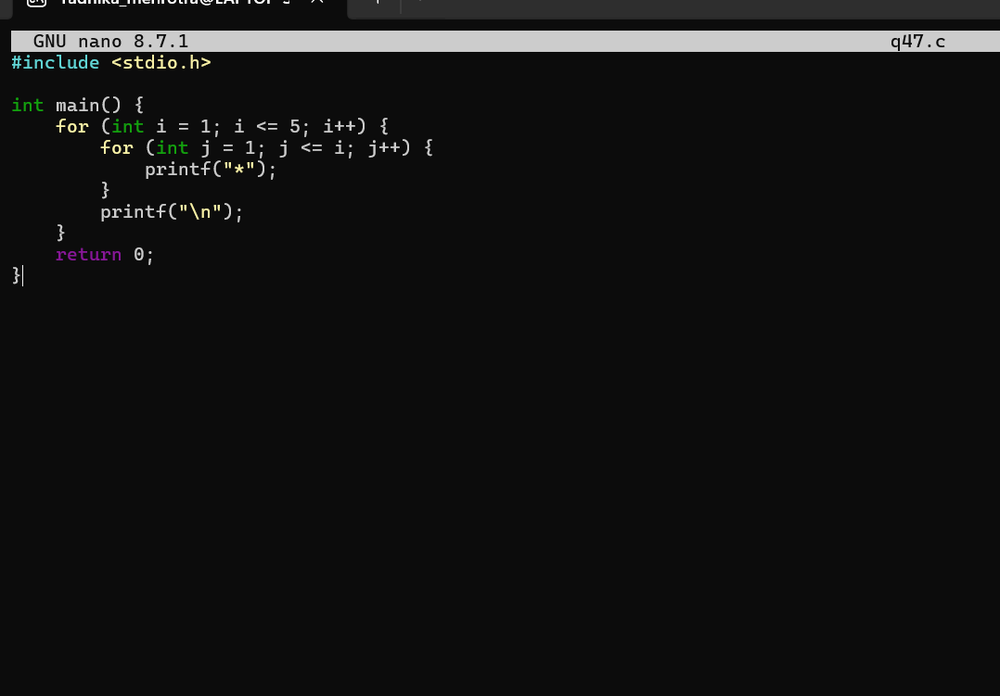 GNU nano 8.7.1 q47.c
#include <stdio.h>

int main() {
    for (int i = 1; i <= 5; i++) {
        for (int j = 1; j <= i; j++) {
            printf("*");
        }
        printf("\n");
    }
    return 0;
}